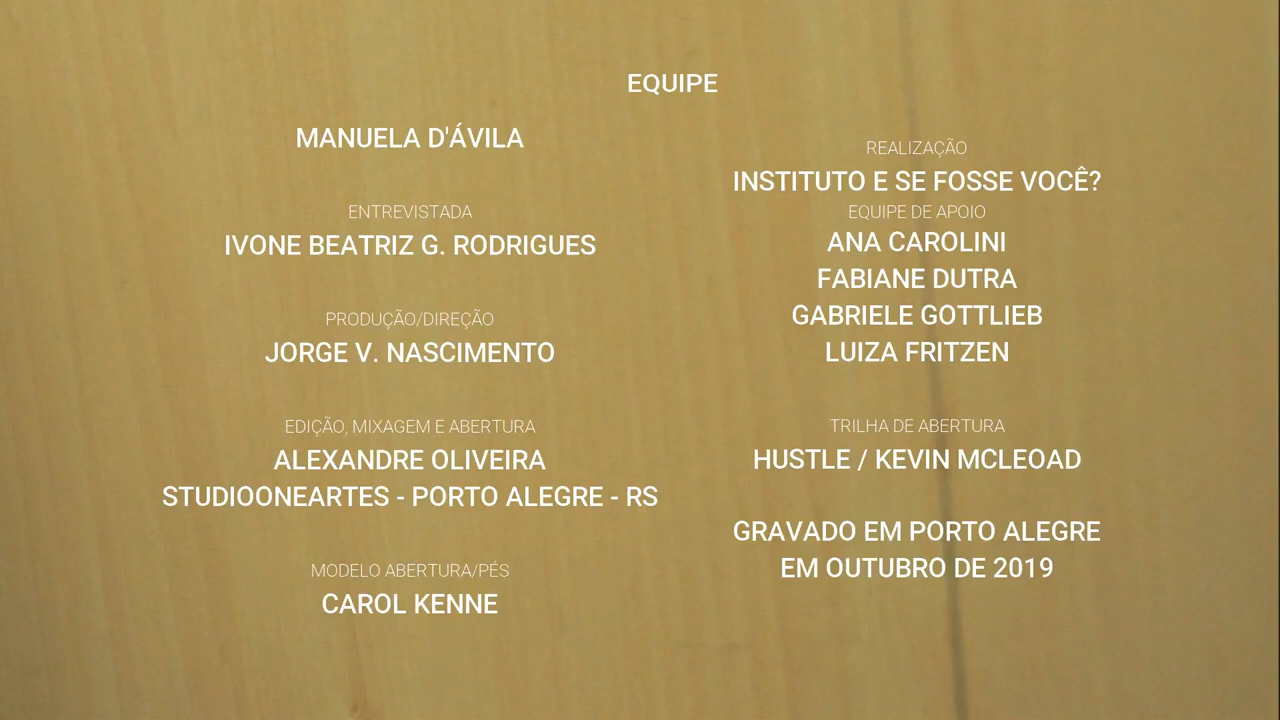 EQUIPE
MANUELA D'ÁVILA
ENTREVISTADA
IVONE BEATRIZ G. RODRIGUES
PRODUÇÃO/DIREÇÃO
JORGE V. NASCIMENTO
EDIÇÃO, MIXAGEM E ABERTURA
ALEXANDRE OLIVEIRA
STUDIOONEARTES - PORTO ALEGRE - RS
MODELO ABERTURA/PÉS
CAROL KENNE
REALIZAÇÃO
INSTITUTO E SE FOSSE VOCÊ?
EQUIPE DE APOIO
ANA CAROLINI
FABIANE DUTRA
GABRIELE GOTTLIEB
LUIZA FRITZEN
TRILHA DE ABERTURA
HUSTLE / KEVIN MCLEOAD
GRAVADO EM PORTO ALEGRE
EM OUTUBRO DE 2019